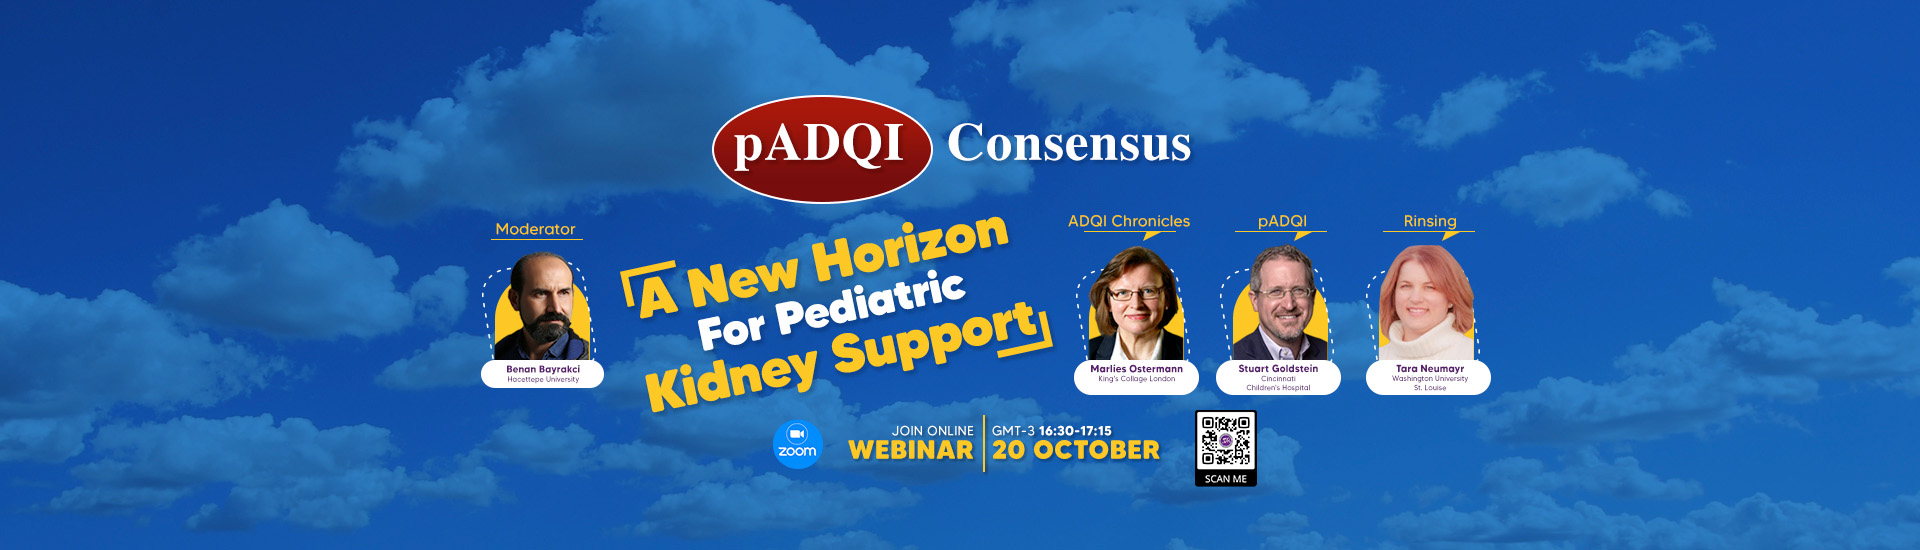 pADQI Consensus
Moderator
Benan Bayrakci
Hacettepe University
A New Horizon
For Pediatric
Kidney Support
ADQI Chronicles
Marlies Ostermann
King's Collage London
pADQI
Stuart Goldstein
Cincinnati
Children's Hospital
Rinsing
Tara Neumayr
Washington University
St. Louise
zoom
JOIN ONLINE
WEBINAR
GMT-3 16:30-17:15
20 OCTOBER
SCAN ME